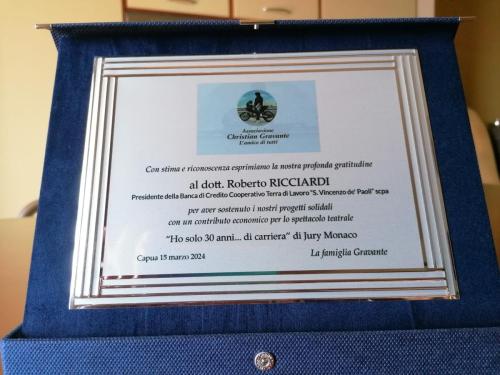 Associazione
Christian Gravante
L'amico di tutti
Con stima e riconoscenza esprimiamo la nostra profonda gratitudine
al dott. Roberto RICCIARDI
Presidente della Banca di Credito Cooperativo Terra di Lavoro "S. Vincenzo de' Paoli" scpa
per aver sostenuto i nostri progetti solidali
con un contributo economico per lo spettacolo teatrale
"Ho solo 30 anni... di carriera" di Jury Monaco
Capua 15 marzo 2024
La famiglia Gravante